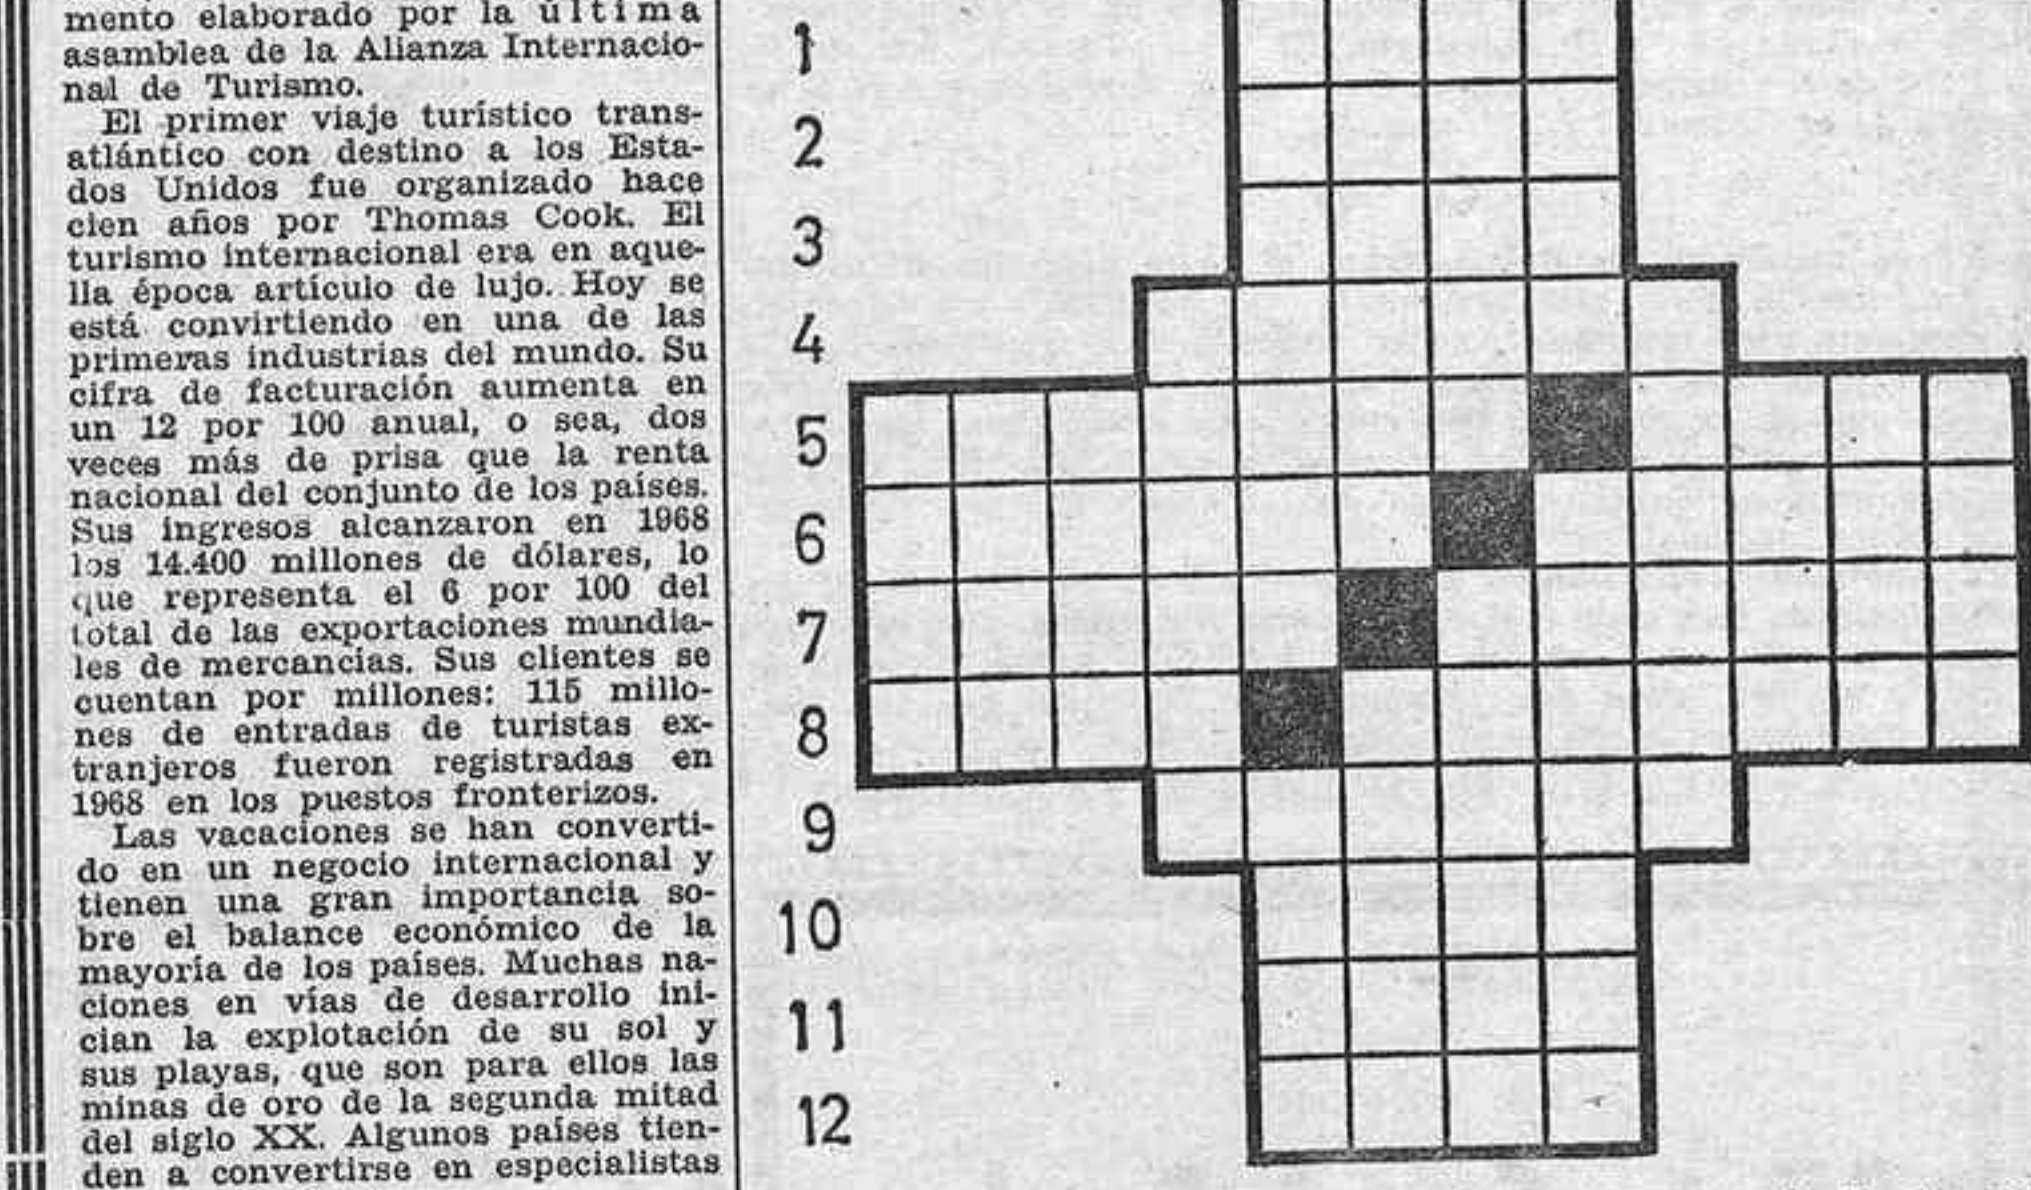 mento elaborado por la última
asamblea de la Alianza Internacio-
nal de Turismo.
El primer viaje turístico trans-
atlántico con destino a los Esta-
dos Unidos fue organizado hace
cien años por Thomas Cook. El
turismo internacional era en aque-
lla época artículo de lujo. Hoy se
está convirtiendo en una de las
primeras industrias del mundo. Su
cifra de facturación aumenta en
un 12 por 100 anual, o sea, dos
veces más de prisa que la renta
nacional del conjunto de los países.
Sus ingresos alcanzaron en 1968
los 14.400 millones de dólares, lo
que representa el 6 por 100 del
total de las exportaciones mundia-
les de mercancías. Sus clientes se
cuentan por millones: 115 millo-
nes de entradas de turistas ex-
tranjeros fueron registradas en
1968 en los puestos fronterizos.
Las vacaciones se han converti-
do en un negocio internacional y
tienen una gran importancia so-
bre el balance económico de la
mayoría de los países. Muchas na-
ciones en vías de desarrollo ini-
cian la explotación de su sol y
sus playas, que son para ellos las
minas de oro de la segunda mitad
del siglo XX. Algunos países tien-
den a convertirse en especialistas
1
2
3
4
5
6
7
8
9
10
11
12